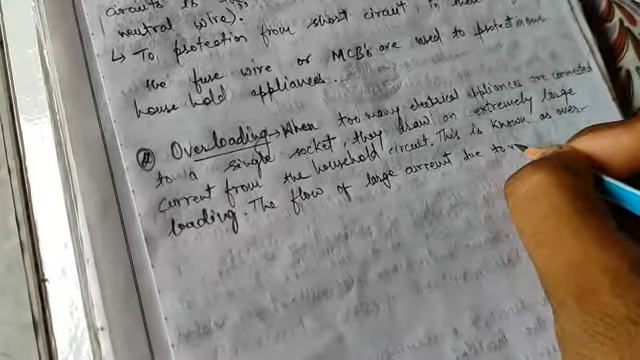 circuits is
neutral wire).
↳ To protection from short circuit, in
the fuse wire or MCB's are used to protect
house hold appliances.
Overloading → When too many electrical appliances are connected
to a single socket, they draw an extremely large
current from the household circuit. This is known as over-
loading. The flow of large current due to